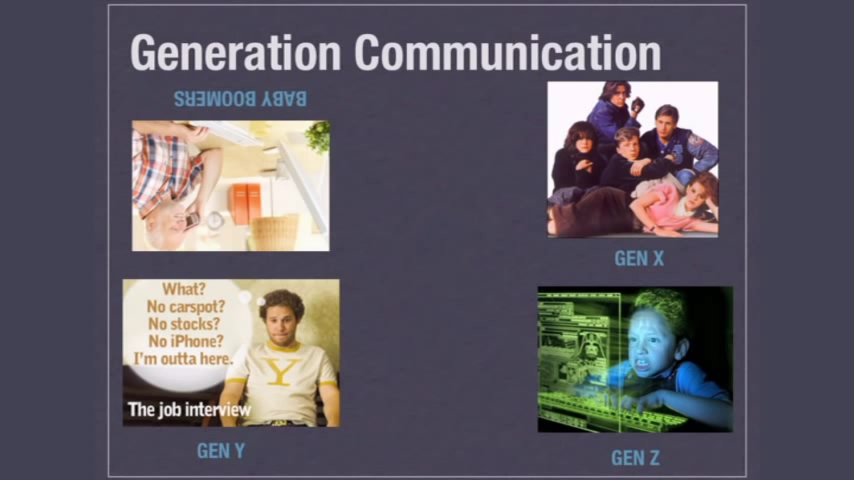 Generation Communication
BABY BOOMERS
GEN X
What?
No carspot?
No stocks?
No iPhone?
I'm outta here.
Y
The job interview
GEN Y
GEN Z